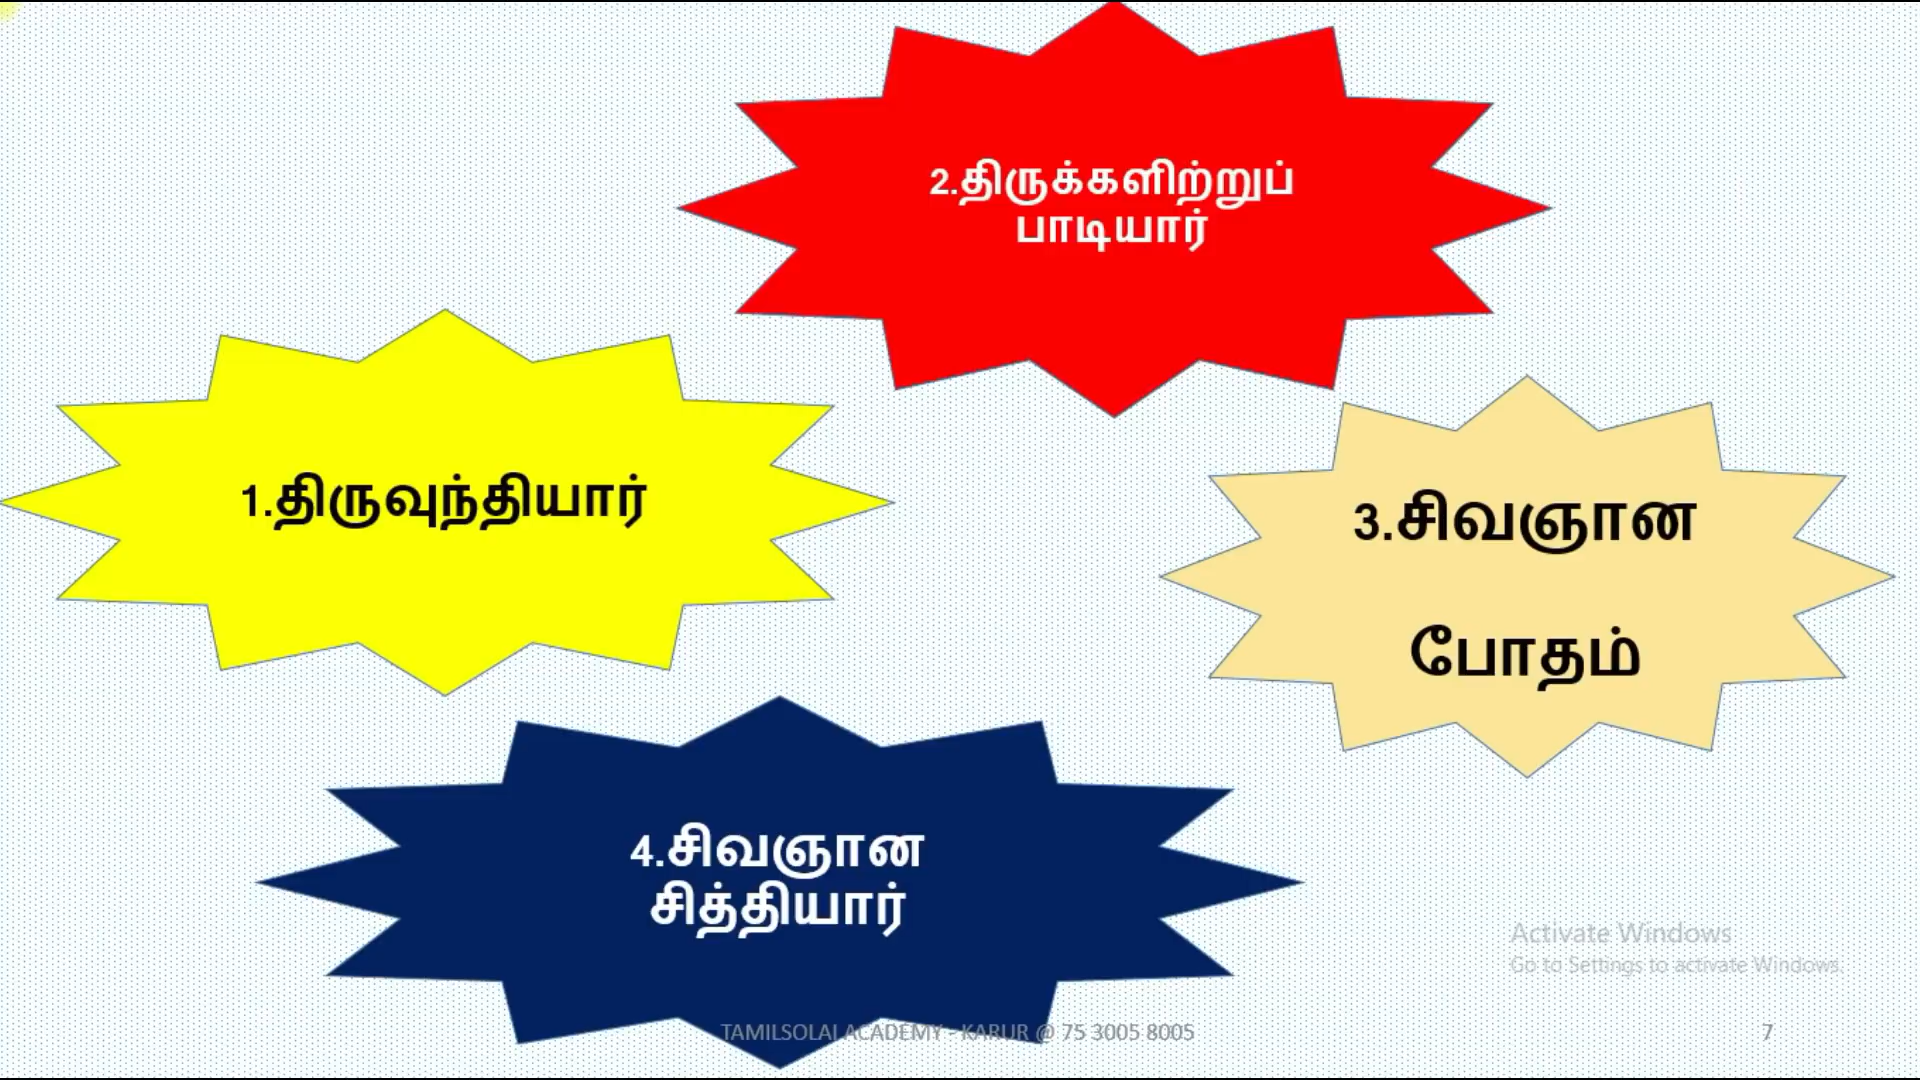 2.திருக்களிற்றுப்
பாடியார்
1.திருவுந்தியார்
3.சிவஞான
போதம்
4.சிவஞான
சித்தியார்
Activate Windows
Go to Settings to activate Windows.
TAMILSOLAI ACADEMY - KARUR @ 75 3005 8005
7